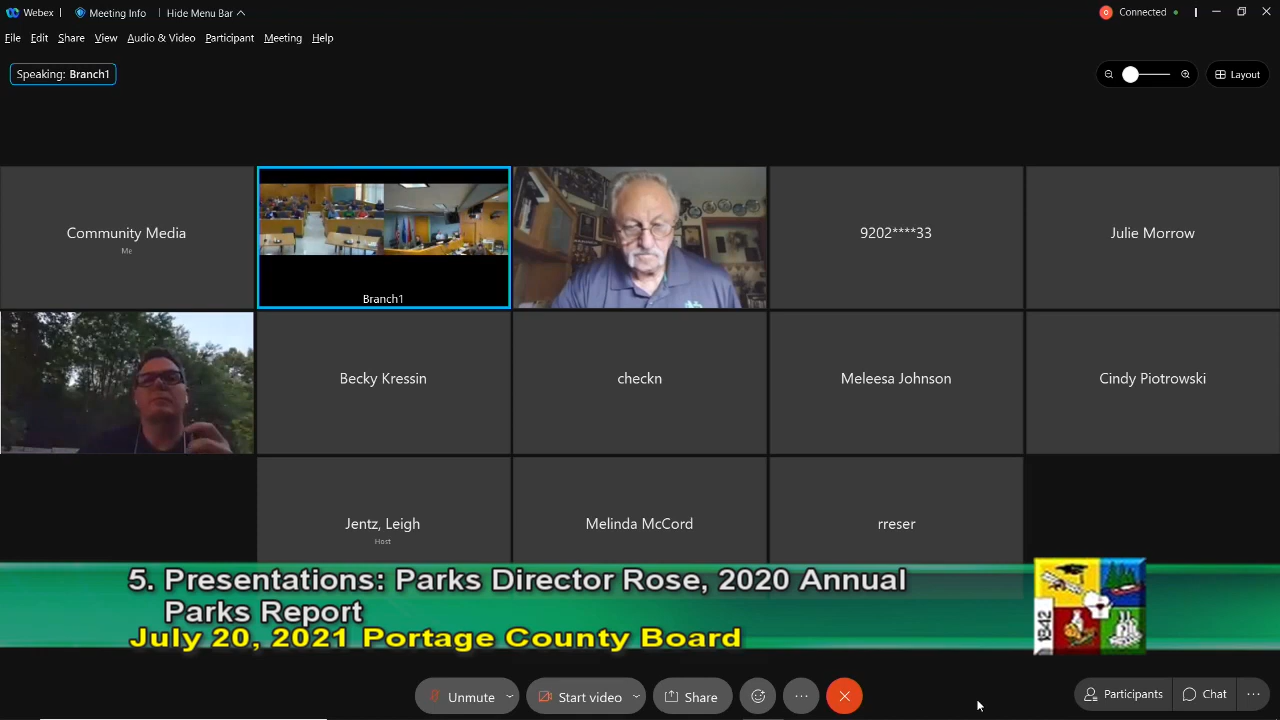 Webex
Meeting Info
Hide Menu Bar
Connected
File Edit Share View Audio & Video Participant Meeting Help
Speaking: Branch1
Layout
Community Media
Me
Branch1
9202****33
Julie Morrow
Becky Kressin
checkn
Meleesa Johnson
Cindy Piotrowski
Jentz, Leigh
Host
Melinda McCord
rreser
5. Presentations: Parks Director Rose, 2020 Annual
Parks Report
July 20, 2021 Portage County Board
1842
Unmute
Start video
Share
Participants
Chat